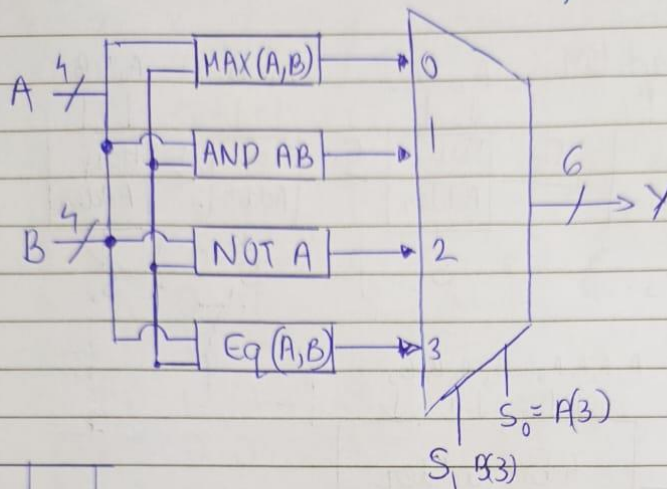 A 4
MAX(A,B)
0
AND AB
1
6
Y
B 4
NOT A
2
Eq(A,B)
3
S₀ = A(3)
S₁ B(3)